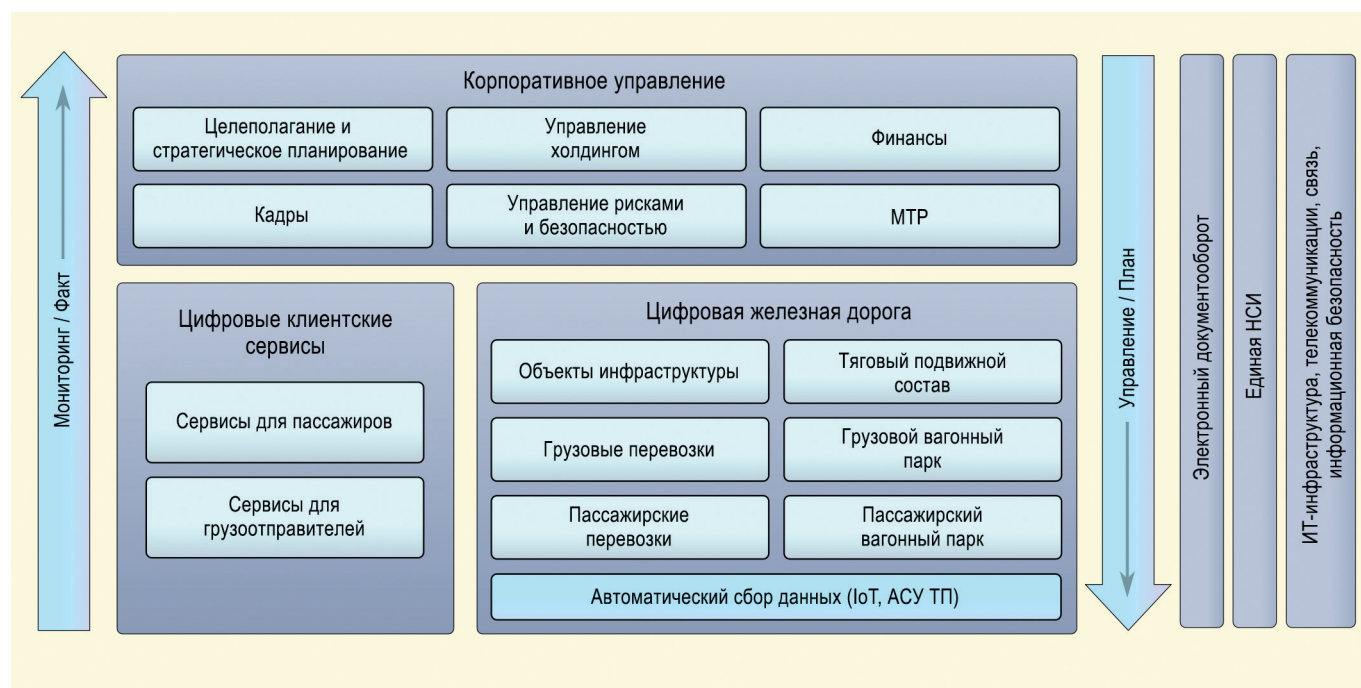 Мониторинг / Факт
Корпоративное управление
Целеполагание и
стратегическое планирование
Управление
холдингом
Финансы
Кадры
Управление рисками
и безопасностью
МТР
Цифровые клиентские
сервисы
Сервисы для пассажиров
Сервисы для
грузоотправителей
Цифровая железная дорога
Объекты инфраструктуры
Тяговый подвижной
состав
Грузовые перевозки
Грузовой вагонный
парк
Пассажирские
перевозки
Пассажирский
вагонный парк
Автоматический сбор данных (IoT, АСУ ТП)
Управление / План
Электронный документооборот
Единая НСИ
ИТ-инфраструктура, телекоммуникации, связь,
информационная безопасность